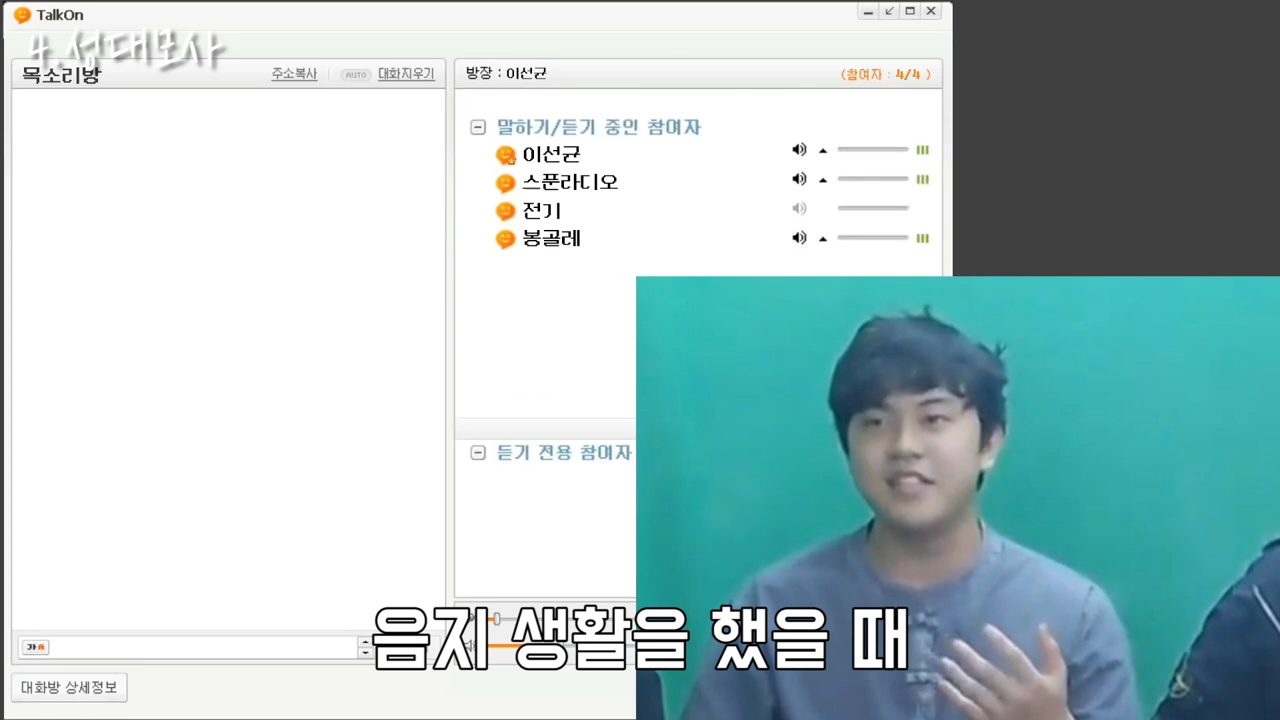 TalkOn
4. 성대모사
목소리방
주소복사
AUTO
대화지우기
방장 : 이선균
(참여자 : 4/4 )
말하기/듣기 중인 참여자
이선균
스푼라디오
전기
봉골레
듣기 전용 참여자
가
음지 생활을 했을 때
대화방 상세정보